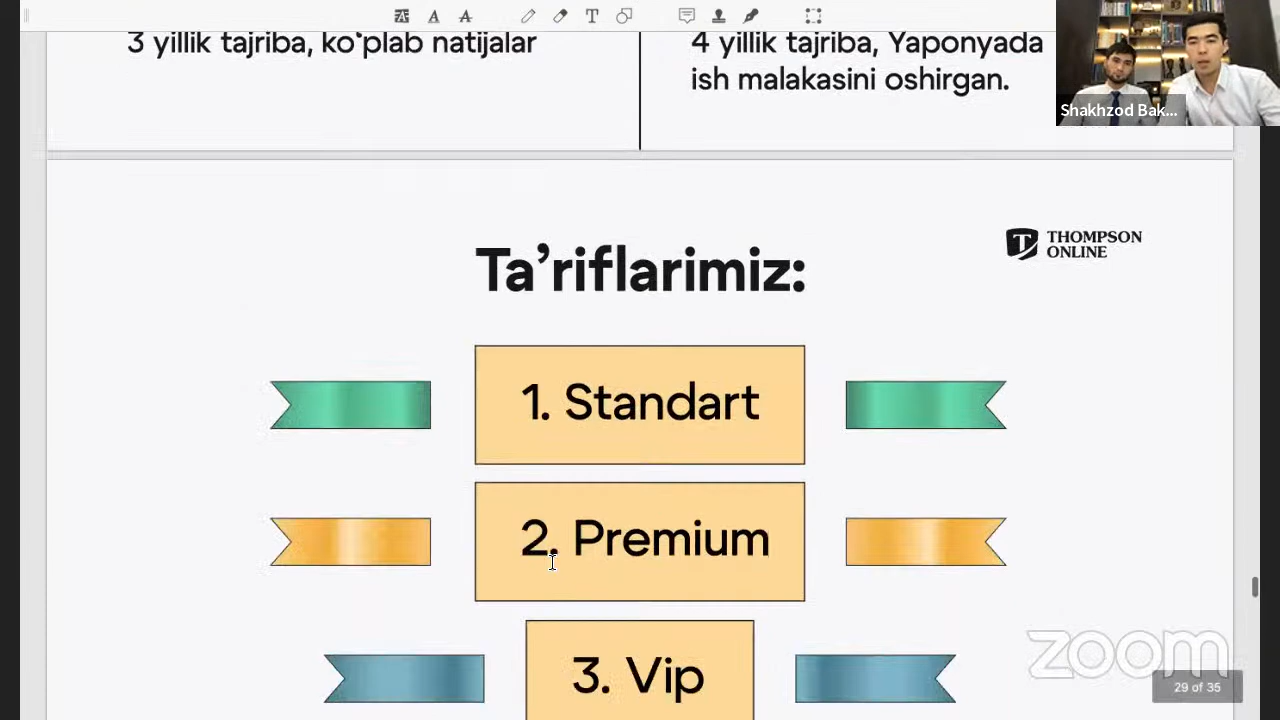 3 yillik tajriba, ko'plab natijalar
4 yillik tajriba, Yaponyada
ish malakasini oshirgan.
Shakhzod Bak...
THOMPSON
ONLINE
Ta’riflarimiz:
1. Standart
2. Premium
3. Vip
zoom
29 of 35